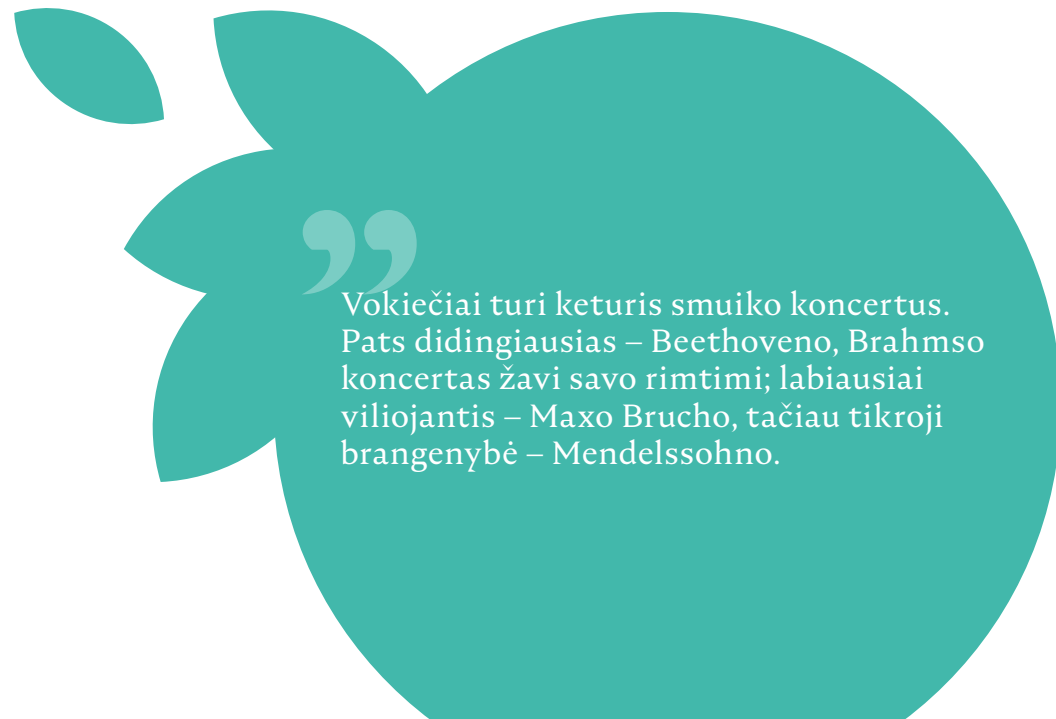 ”
Vokiečiai turi keturis smuiko koncertus.
Pats didingiausias – Beethoveno, Brahmso
koncertas žavi savo rimtimi; labiausiai
viliojantis – Maxo Brucho, tačiau tikroji
brangenybė – Mendelssohno.